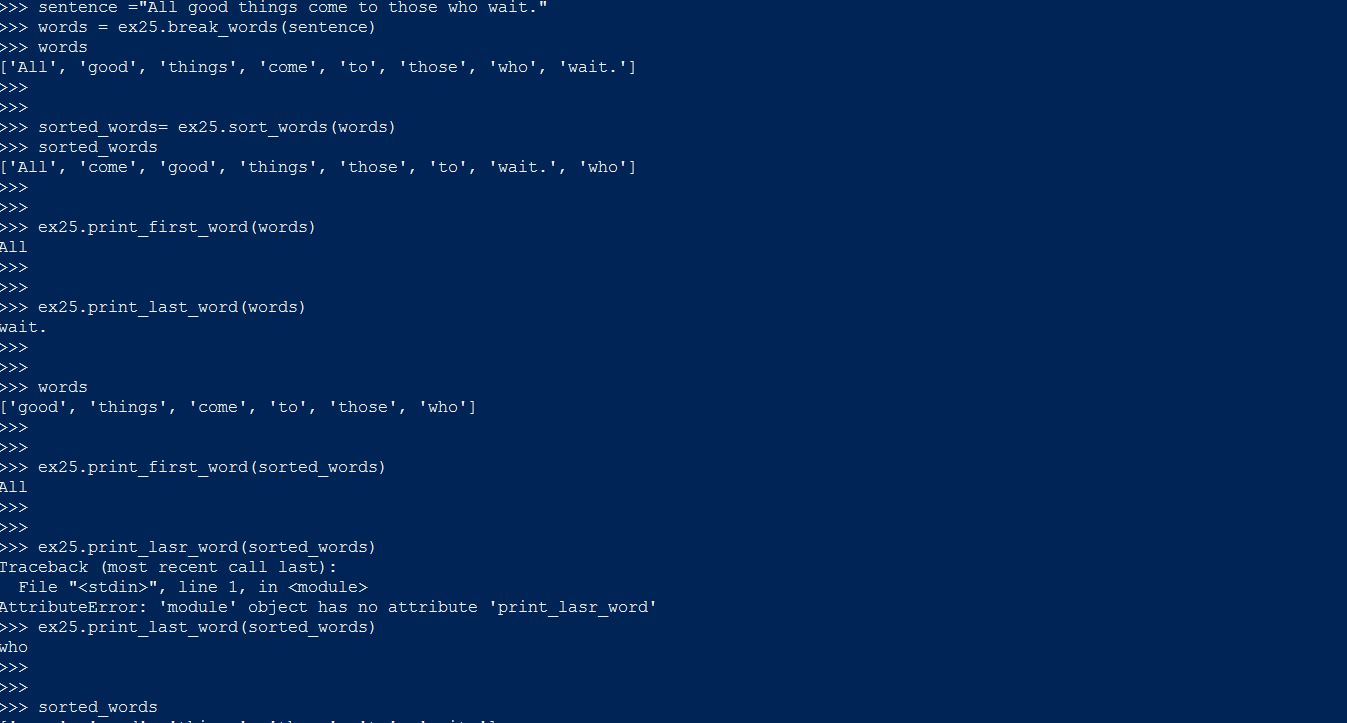 >>> sentence ="All good things come to those who wait."
>>> words = ex25.break_words(sentence)
>>> words
['All', 'good', 'things', 'come', 'to', 'those', 'who', 'wait.']
>>>
>>>
>>> sorted_words= ex25.sort_words(words)
>>> sorted_words
['All', 'come', 'good', 'things', 'those', 'to', 'wait.', 'who']
>>>
>>>
>>> ex25.print_first_word(words)
All
>>>
>>>
>>> ex25.print_last_word(words)
wait.
>>>
>>>
>>> words
['good', 'things', 'come', 'to', 'those', 'who']
>>>
>>>
>>> ex25.print_first_word(sorted_words)
All
>>>
>>>
>>> ex25.print_lasr_word(sorted_words)
Traceback (most recent call last):
  File "<stdin>", line 1, in <module>
AttributeError: 'module' object has no attribute 'print_lasr_word'
>>> ex25.print_last_word(sorted_words)
who
>>>
>>>
>>> sorted_words